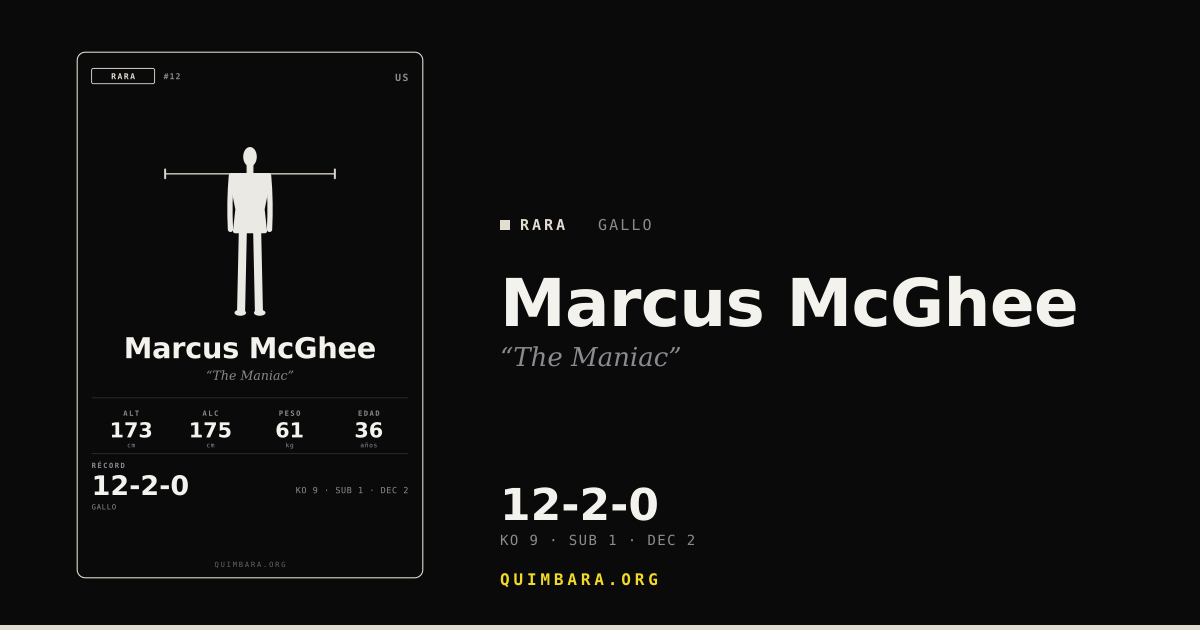 RARA #12 US
Marcus McGhee
“The Maniac”
ALT ALC PESO EDAD
173 175 61 36
cm cm kg años
RÉCORD
12-2-0 KO 9 · SUB 1 · DEC 2
GALLO
QUIMBARA.ORG
RARA GALLO
Marcus McGhee
“The Maniac”
12-2-0
KO 9 · SUB 1 · DEC 2
QUIMBARA.ORG